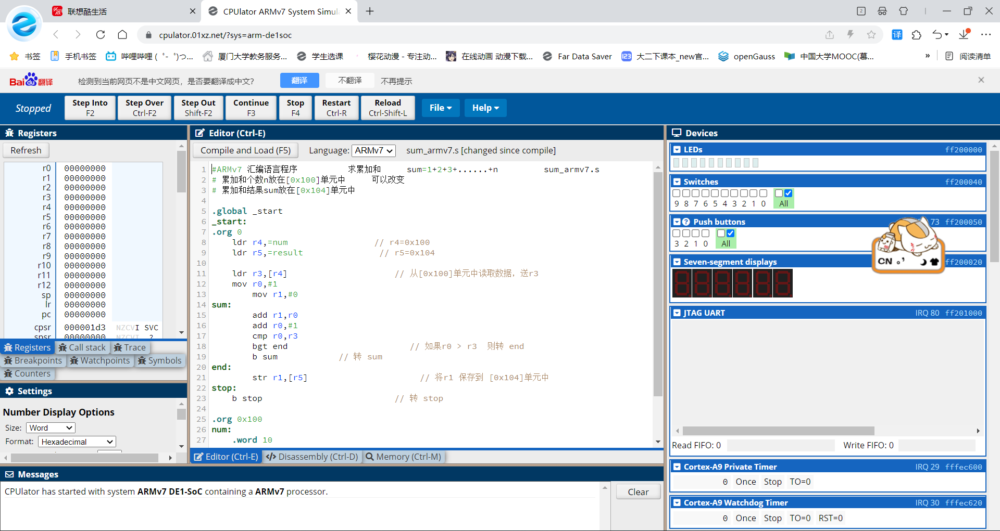 联想酷生活
CPUlator ARMv7 System Simul
2
cpulator.01xz.net/?sys=arm-de1soc
译
书签 手机书签 哔哩哔哩 ( ゜- ゜)つ... 厦门大学教务服务... 学生选课 樱花动漫 - 专注动... 在线动画 动漫下载... Far Data Saver 123 大二下课本_new官... openGauss 中国大学MOOC(慕... » 阅读清单
Baidu翻译 检测到当前网页不是中文网页，是否要翻译成中文？ 翻译 不翻译 不再提示
Stopped
Step Into F2
Step Over Ctrl-F2
Step Out Shift-F2
Continue F3
Stop F4
Restart Ctrl-R
Reload Ctrl-Shift-L
File
Help
Registers
Refresh
r0 00000000
r1 00000000
r2 00000000
r3 00000000
r4 00000000
r5 00000000
r6 00000000
r7 00000000
r8 00000000
r9 00000000
r10 00000000
r11 00000000
r12 00000000
sp 00000000
lr 00000000
pc 00000000
cpsr 000001d3 NZCVI SVC
spsr 00000000 NZCVI ?
Registers Call stack Trace
Breakpoints Watchpoints Symbols
Counters
Settings
Number Display Options
Size: Word
Format: Hexadecimal
Editor (Ctrl-E)
Compile and Load (F5) Language: ARMv7 sum_armv7.s [changed since compile]
1 #ARMv7 汇编语言程序 求累加和 sum=1+2+3+......+n sum_armv7.s
2 # 累加和个数n放在[0x100]单元中 可以改变
3 # 累加和结果sum放在[0x104]单元中
4
5 .global _start
6 _start:
7 .org 0
8 ldr r4,=num // r4=0x100
9 ldr r5,=result // r5=0x104
10
11 ldr r3,[r4] // 从[0x100]单元中读取数据，送r3
12 mov r0,#1
13 mov r1,#0
14 sum:
15 add r1,r0
16 add r0,#1
17 cmp r0,r3
18 bgt end // 如果r0 > r3 则转 end
19 b sum // 转 sum
20 end:
21 str r1,[r5] // 将r1 保存到 [0x104]单元中
22 stop:
23 b stop // 转 stop
24
25 .org 0x100
26 num:
27 .word 10
Editor (Ctrl-E) Disassembly (Ctrl-D) Memory (Ctrl-M)
Messages
CPUlator has started with system ARMv7 DE1-SoC containing a ARMv7 processor.
Clear
Devices
LEDs ff200000
Switches ff200040
9 8 7 6 5 4 3 2 1 0 All
Push buttons 73 ff200050
3 2 1 0 All
CN
Seven-segment displays ff200020
JTAG UART IRQ 80 ff201000
Read FIFO: 0 Write FIFO: 0
Cortex-A9 Private Timer IRQ 29 fffec600
0 Once Stop TO=0
Cortex-A9 Watchdog Timer IRQ 30 fffec620
0 Once Stop TO=0 RST=0